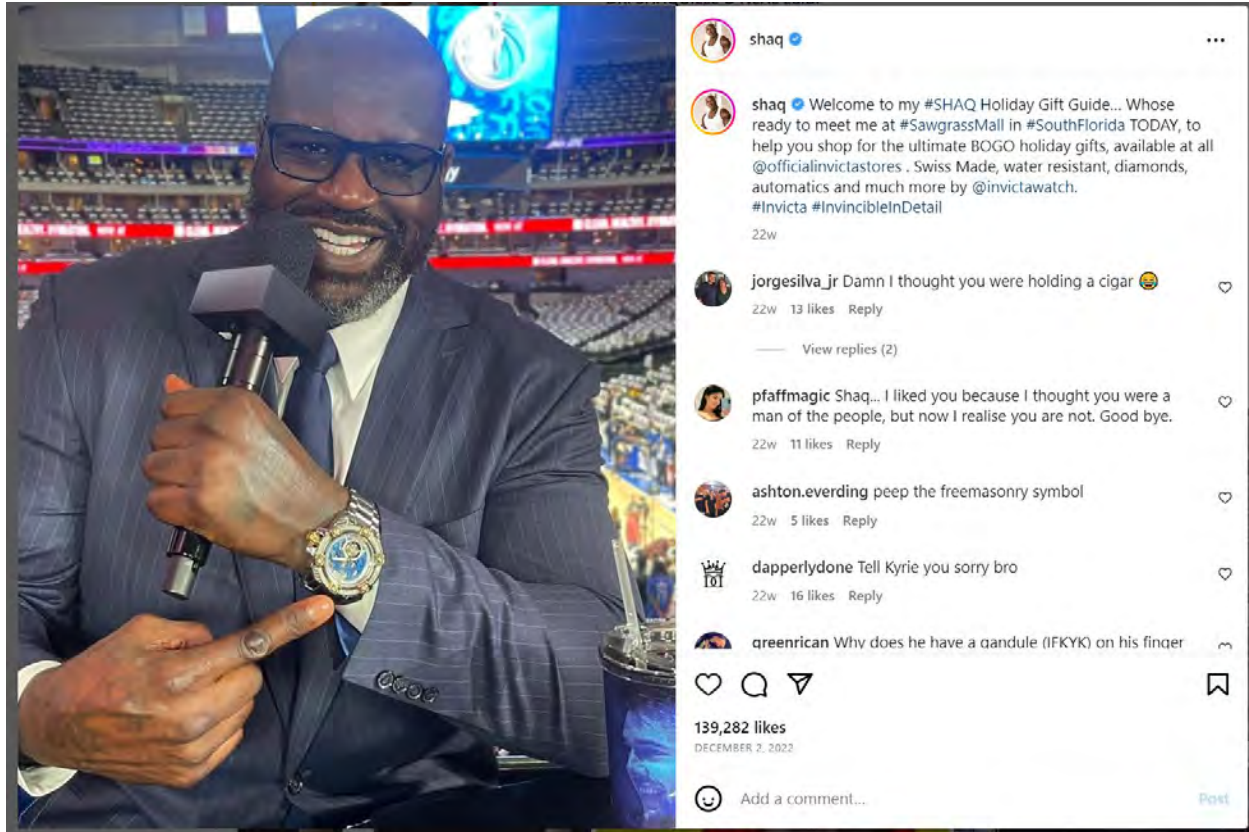 shaq
shaq Welcome to my #SHAQ Holiday Gift Guide... Whose
ready to meet me at #SawgrassMall in #SouthFlorida TODAY, to
help you shop for the ultimate BOGO holiday gifts, available at all
@officialinvictastores . Swiss Made, water resistant, diamonds,
automatics and much more by @invictawatch.
#Invicta #InvincibleInDetail
22w
jorgesilva_jr Damn I thought you were holding a cigar 😂
22w 13 likes Reply
View replies (2)
pfaffmagic Shaq... I liked you because I thought you were a
man of the people, but now I realise you are not. Good bye.
22w 11 likes Reply
ashton.everding peep the freemasonry symbol
22w 5 likes Reply
dapperlydone Tell Kyrie you sorry bro
22w 16 likes Reply
greenrican Why does he have a gandule (IFKYK) on his finger
139,282 likes
DECEMBER 2, 2022
Add a comment...
Post